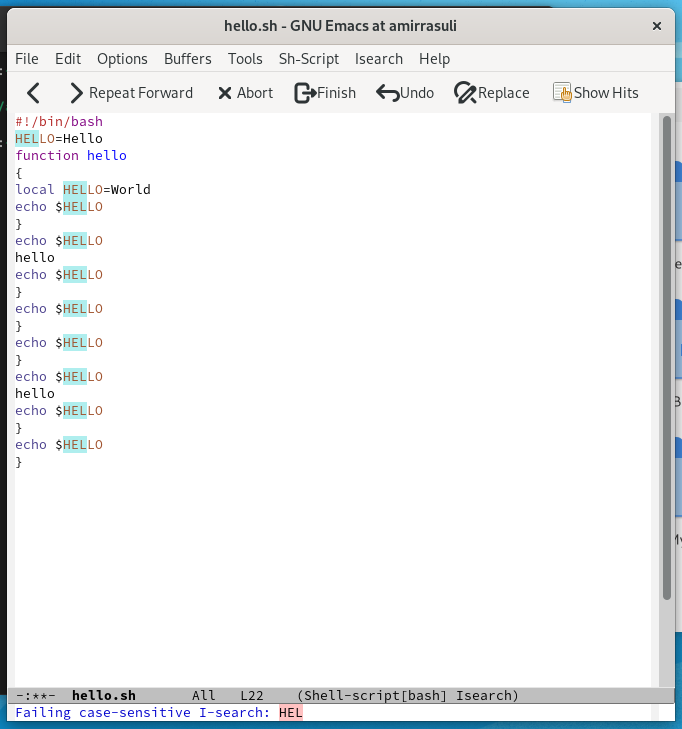 hello.sh - GNU Emacs at amirrasuli
File Edit Options Buffers Tools Sh-Script Isearch Help
Repeat Forward Abort Finish Undo Replace Show Hits
#!/bin/bash
HELLO=Hello
function hello
{
local HELLO=World
echo $HELLO
}
echo $HELLO
hello
echo $HELLO
}
echo $HELLO
}
echo $HELLO
}
echo $HELLO
hello
echo $HELLO
}
echo $HELLO
}
-:**- hello.sh All L22 (Shell-script[bash] Isearch)
Failing case-sensitive I-search: HEL